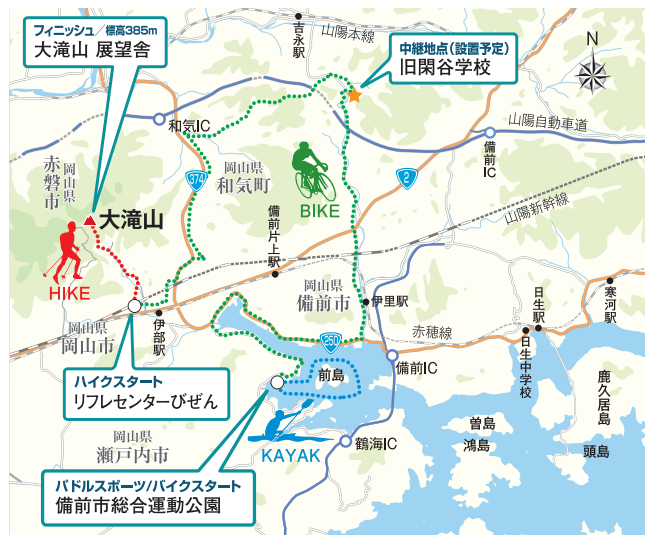 フィニッシュ/標高385m
大滝山 展望舎
吉永駅
山陽本線
中継地点(設置予定)
旧閑谷学校
N
和気IC
山陽自動車道
備前IC
岡山県
赤磐市
岡山県
和気町
374
2
BIKE
大滝山
備前片上駅
山陽新幹線
HIKE
岡山県
備前市
伊里駅
寒河駅
日生駅
岡山県
岡山市
伊部駅
赤穂線
250
日生中学校
ハイクスタート
リフレセンターびぜん
前島
備前IC
鹿久居島
曽島
鴻島
頭島
岡山県
瀬戸内市
KAYAK
鶴海IC
パドルスポーツ/バイクスタート
備前市総合運動公園